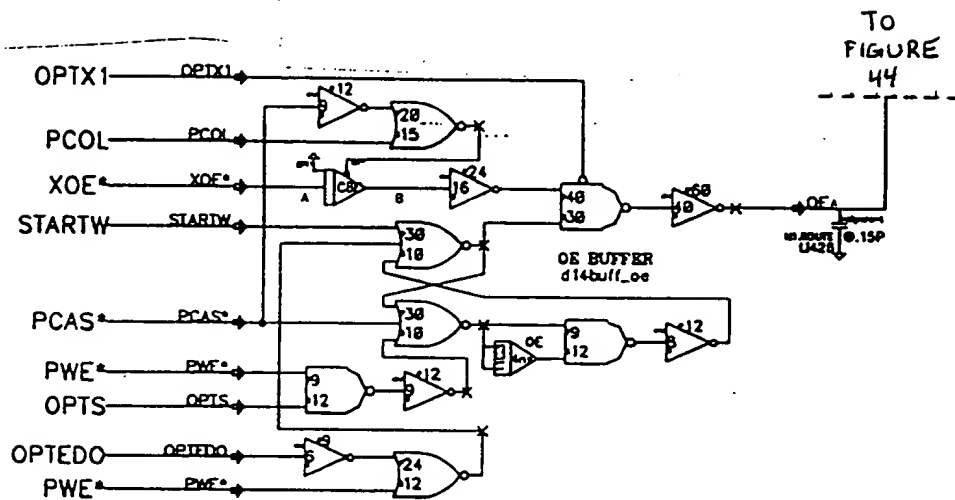 TO
FIGURE
44
OPTX1 OPTX1
12
9
20
15
PCOL PCOL
XOE* XOE*
A
B
24
16
40
30
60
40
OE
STARTW STARTW
30
10
OE BUFFER
d14buff_oe
0.15P
PCAS* PCAS*
30
10
OE
9
12
12
8
PWE* PWE*
9
12
12
9
OPTS OPTS
OPTEDO OPTEDO
9
6
24
12
PWE* PWE*